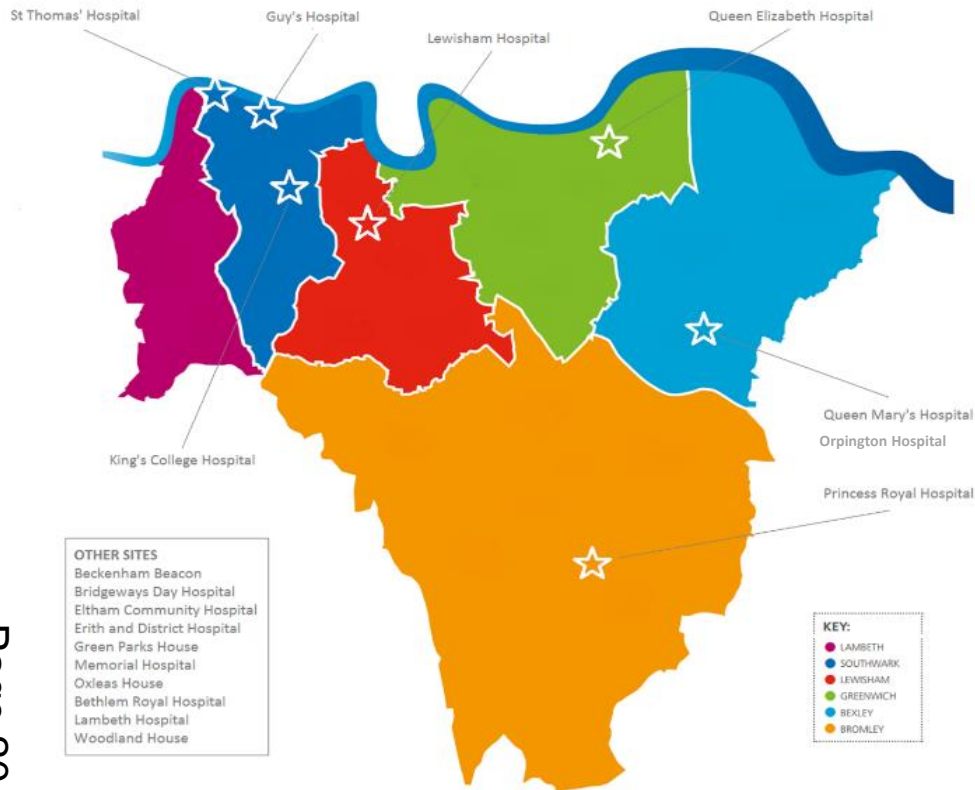 St Thomas' Hospital
Guy's Hospital
Lewisham Hospital
Queen Elizabeth Hospital
Queen Mary's Hospital
Orpington Hospital
King's College Hospital
Princess Royal Hospital
OTHER SITES
Beckenham Beacon
Bridgeways Day Hospital
Eltham Community Hospital
Erith and District Hospital
Green Parks House
Memorial Hospital
Oxleas House
Bethlem Royal Hospital
Lambeth Hospital
Woodland House
KEY:
LAMBETH
SOUTHWARK
LEWISHAM
GREENWICH
BEXLEY
BROMLEY